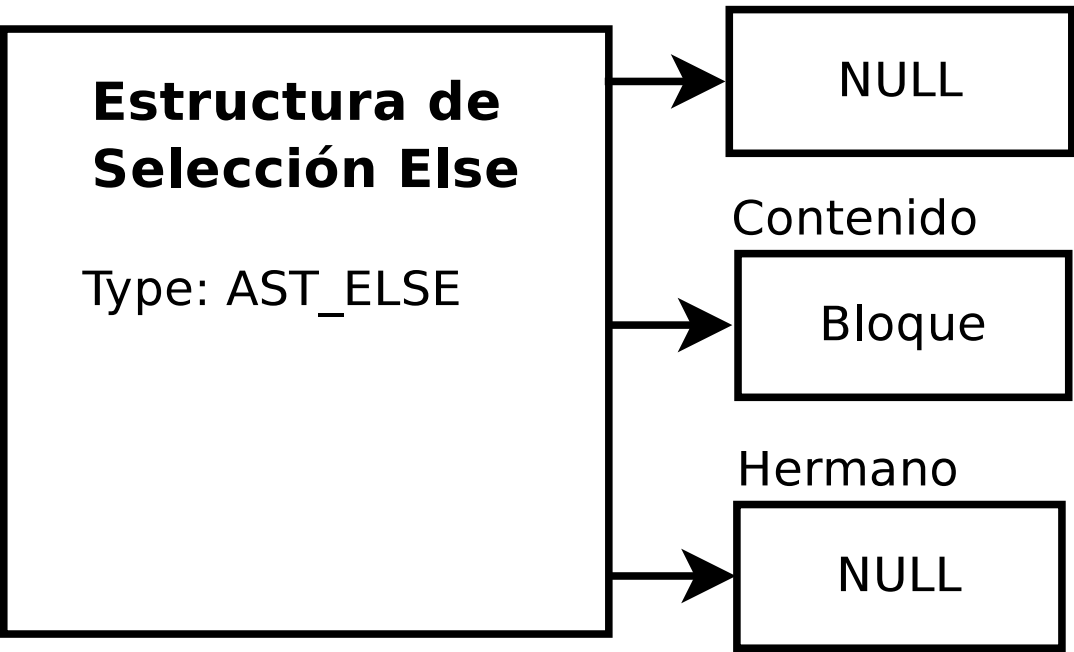 Estructura de
Selección Else
Type: AST_ELSE
NULL
Contenido
Bloque
Hermano
NULL